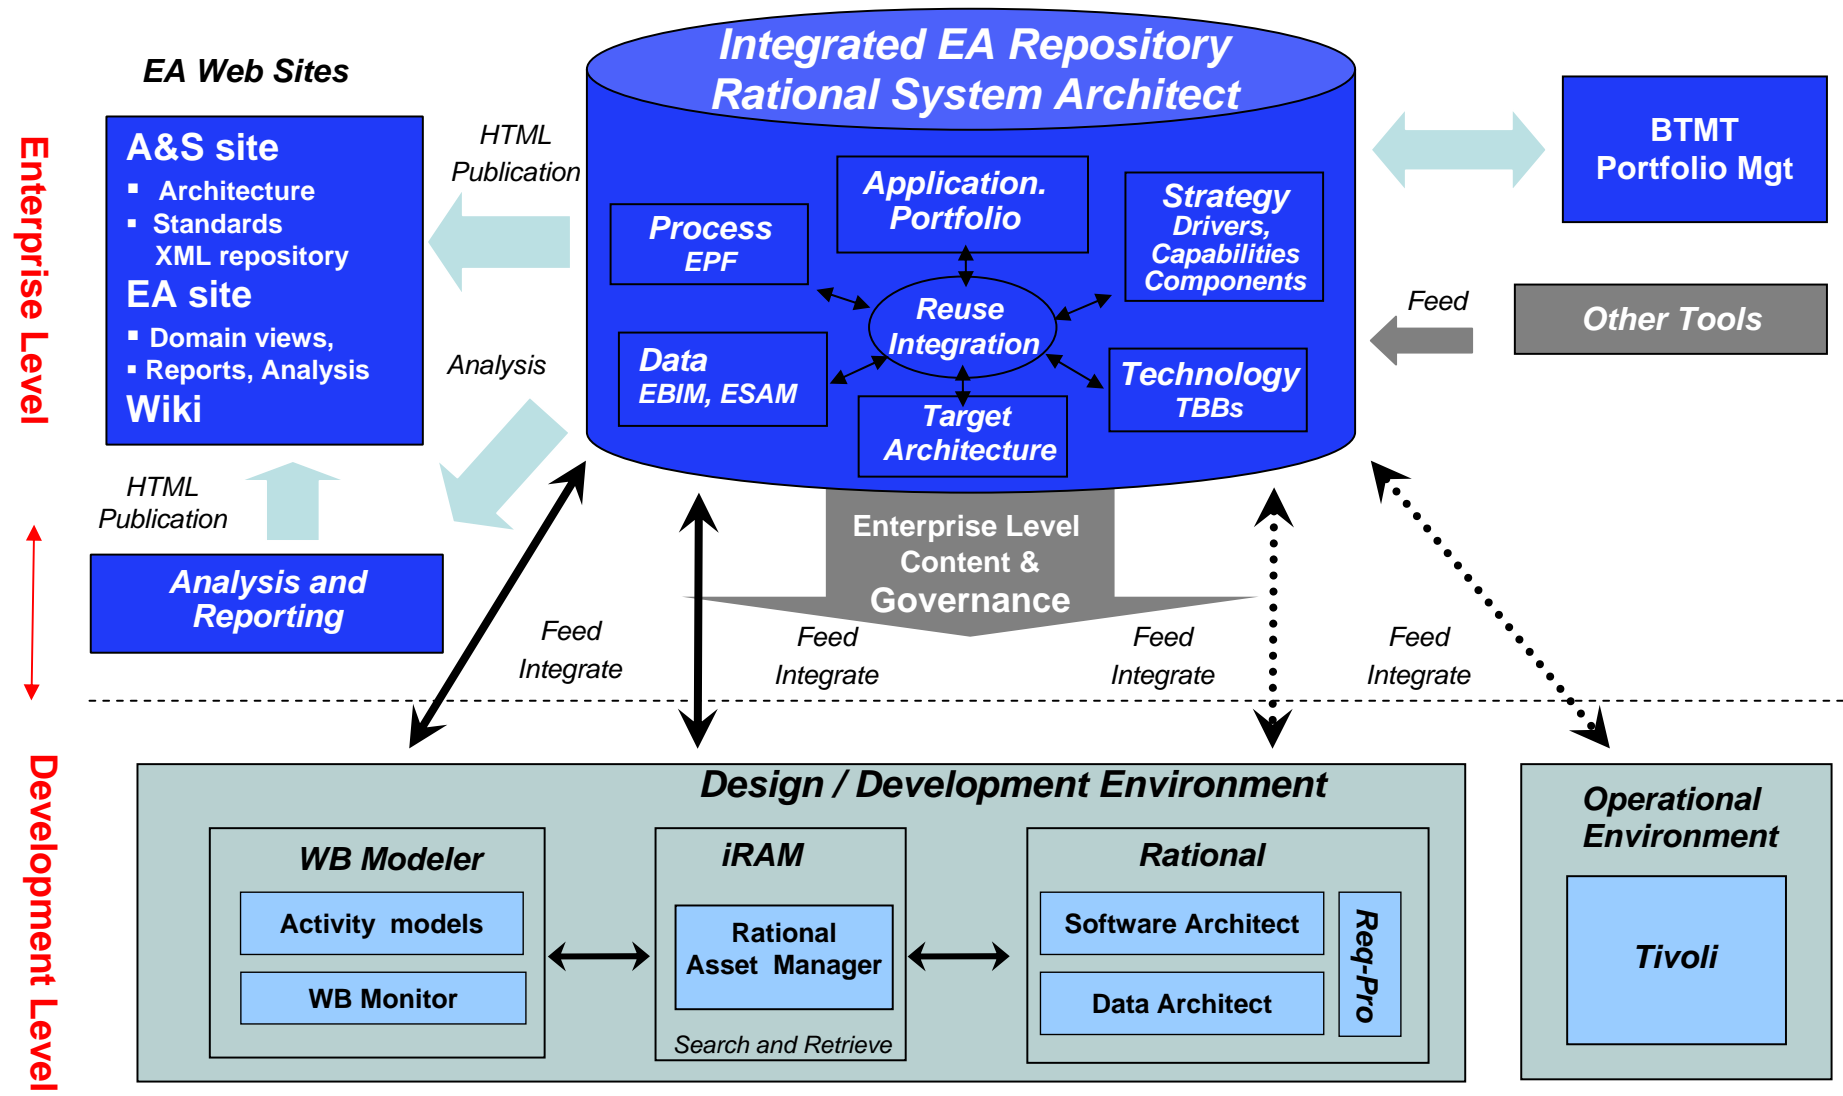 Integrated EA Repository
Rational System Architect
EA Web Sites
A&S site
▪ Architecture
▪ Standards
XML repository
EA site
▪ Domain views,
▪ Reports, Analysis
Wiki
HTML
Publication
Application.
Portfolio
Process
EPF
Strategy
Drivers,
Capabilities
Components
Reuse
Integration
Data
EBIM, ESAM
Technology
TBBs
Target
Architecture
BTMT
Portfolio Mgt
Feed
Other Tools
Analysis
Enterprise Level
HTML
Publication
Analysis and
Reporting
Enterprise Level
Content &
Governance
Feed
Integrate
Feed
Integrate
Feed
Integrate
Feed
Integrate
Development Level
Design / Development Environment
WB Modeler
Activity models
WB Monitor
iRAM
Rational
Asset Manager
Search and Retrieve
Rational
Software Architect
Data Architect
Req-Pro
Operational
Environment
Tivoli